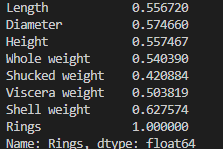 Length 0.556720
Diameter 0.574660
Height 0.557467
Whole weight 0.540390
Shucked weight 0.420884
Viscera weight 0.503819
Shell weight 0.627574
Rings 1.000000
Name: Rings, dtype: float64